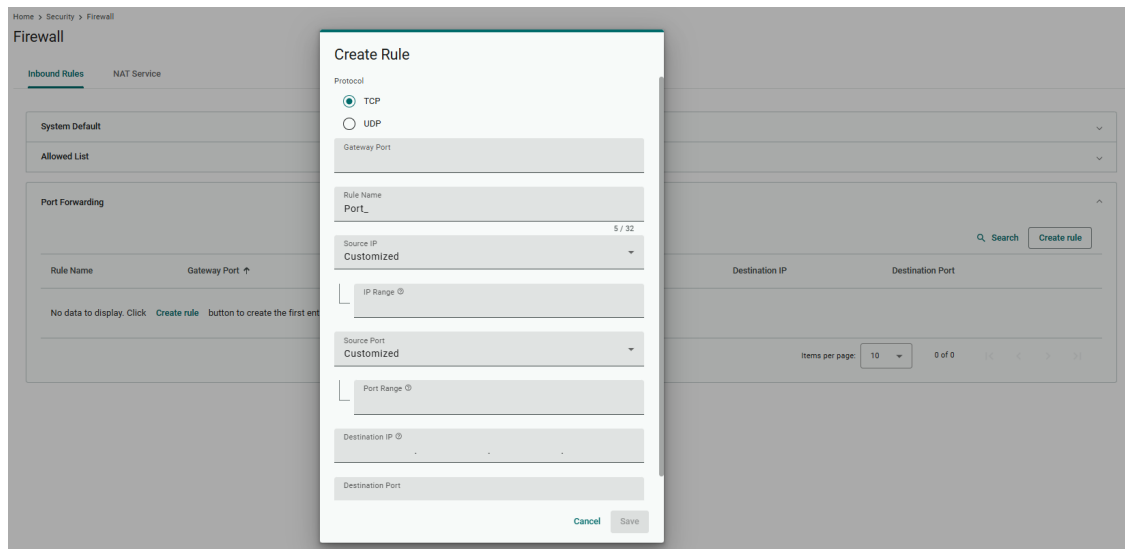 Home > Security > Firewall
Firewall
Inbound Rules NAT Service
System Default
Allowed List
Port Forwarding
Search Create rule
Rule Name Gateway Port ↑ Destination IP Destination Port
No data to display. Click Create rule button to create the first ent
Items per page: 10 0 of 0
Create Rule
Protocol
TCP
UDP
Gateway Port
Rule Name
Port_
5 / 32
Source IP
Customized
IP Range
Source Port
Customized
Port Range
Destination IP
. . .
Destination Port
Cancel Save